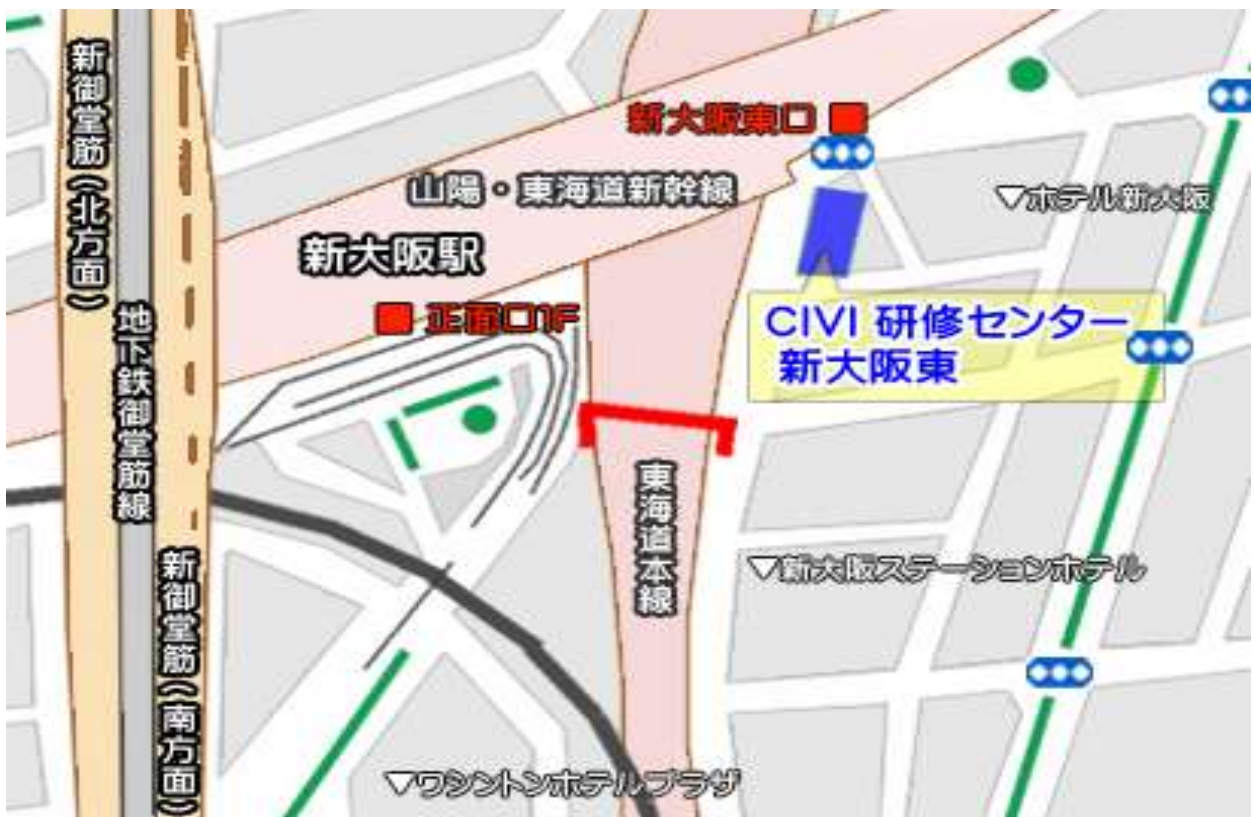 新御堂筋(北方面)
地下鉄御堂筋線
新御堂筋(南方面)
新大阪東口
山陽・東海道新幹線
▽ホテル新大阪
新大阪駅
正面口1F
CIVI 研修センター
新大阪東
東海道本線
▽新大阪ステーションホテル
▽ワシントンホテルプラザ